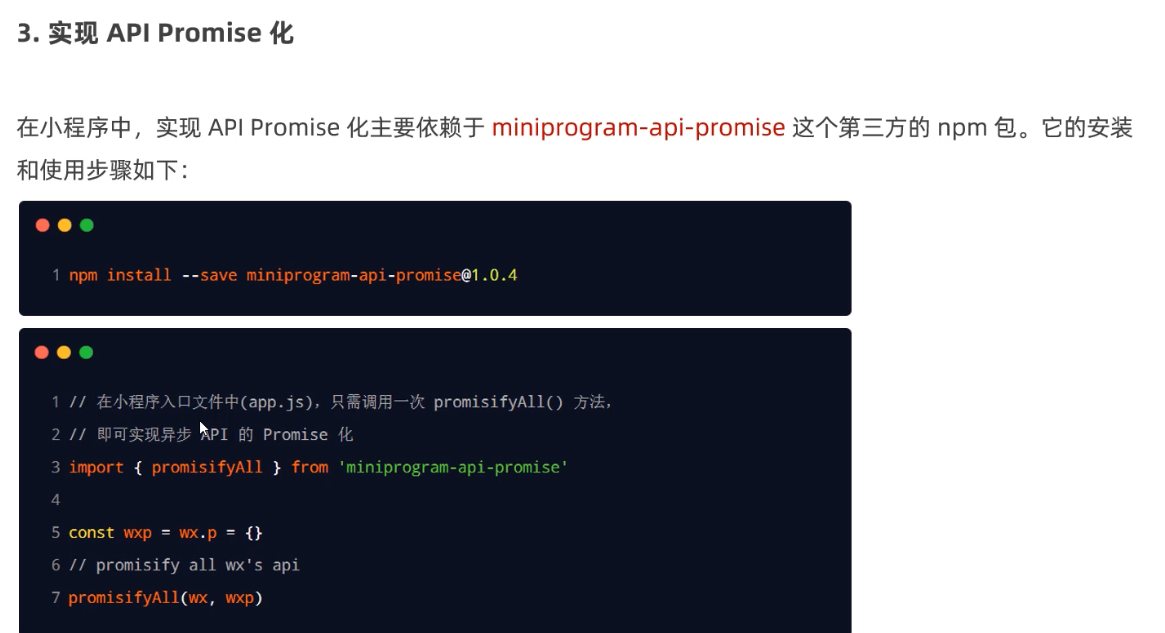 3. 实现 API Promise 化
在小程序中，实现 API Promise 化主要依赖于 miniprogram-api-promise 这个第三方的 npm 包。它的安装
和使用步骤如下：
1 npm install --save miniprogram-api-promise@1.0.4
1 // 在小程序入口文件中(app.js)，只需调用一次 promisifyAll() 方法，
2 // 即可实现异步 API 的 Promise 化
3 import { promisifyAll } from 'miniprogram-api-promise'
4
5 const wxp = wx.p = {}
6 // promisify all wx's api
7 promisifyAll(wx, wxp)